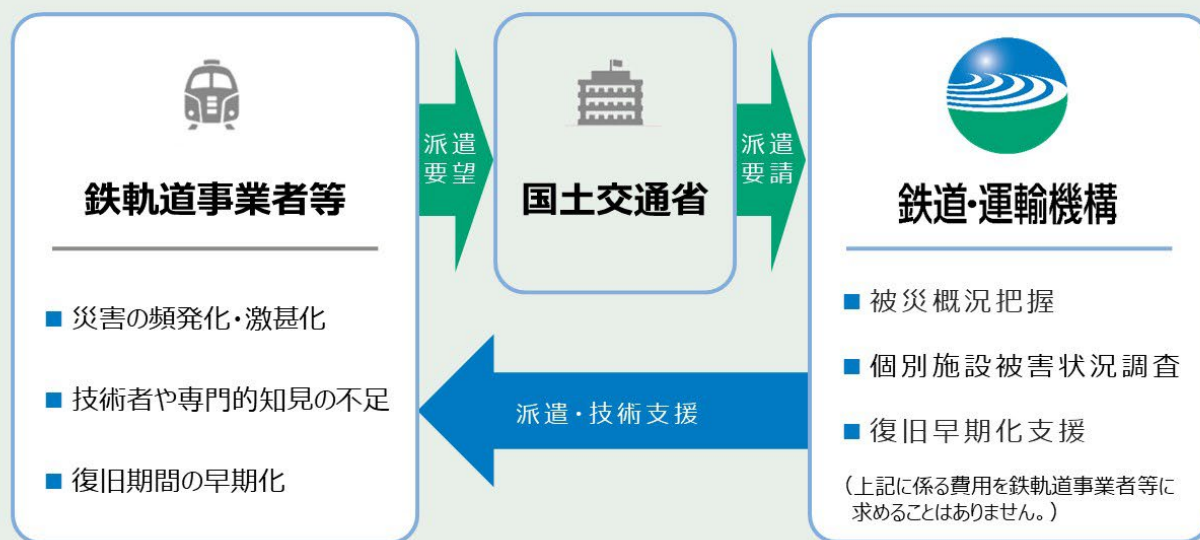 鉄軌道事業者等
■ 災害の頻発化・激甚化
■ 技術者や専門的知見の不足
■ 復旧期間の早期化
派遣
要望
国土交通省
派遣
要請
鉄道・運輸機構
■ 被災概況把握
■ 個別施設被害状況調査
■ 復旧早期化支援
（上記に係る費用を鉄軌道事業者等に
求めることはありません。）
派遣・技術支援